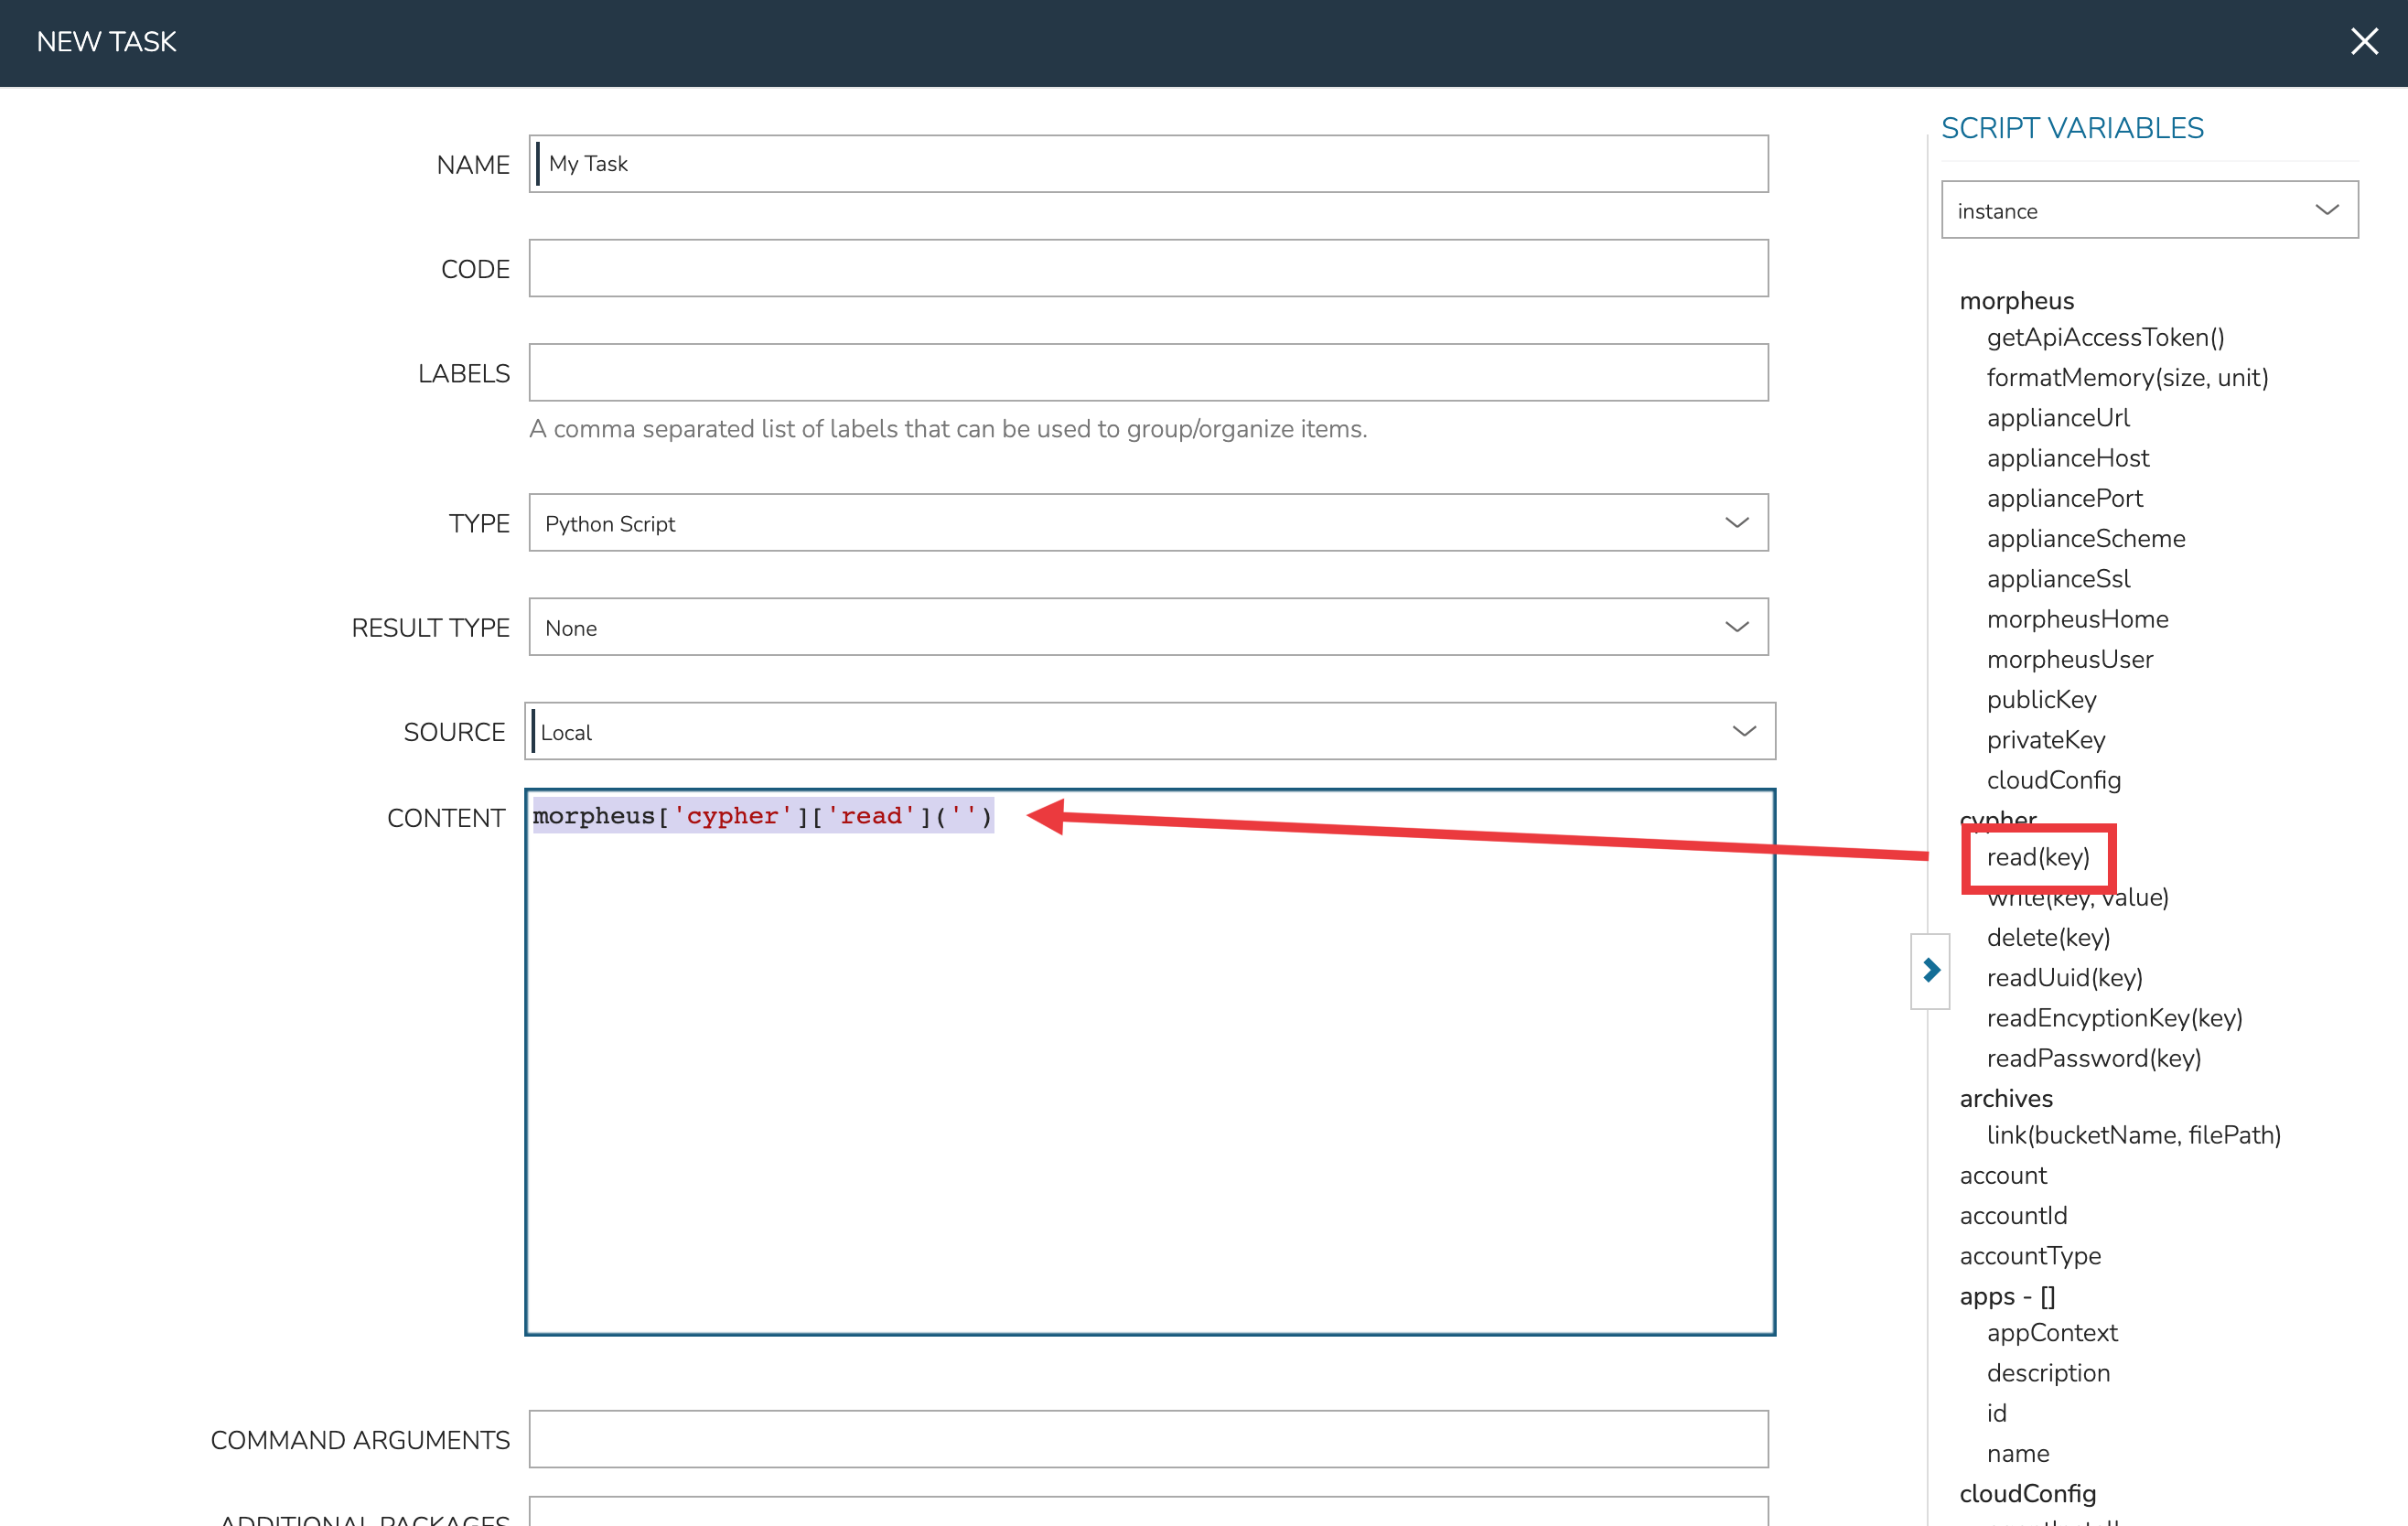 NEW TASK
NAME
My Task
CODE
LABELS
A comma separated list of labels that can be used to group/organize items.
TYPE
Python Script
RESULT TYPE
None
SOURCE
Local
CONTENT
morpheus['cypher']['read']('')
COMMAND ARGUMENTS
ADDITIONAL PACKAGES
SCRIPT VARIABLES
instance
morpheus
getApiAccessToken()
formatMemory(size, unit)
applianceUrl
applianceHost
appliancePort
applianceScheme
applianceSsl
morpheusHome
morpheusUser
publicKey
privateKey
cloudConfig
cypher
read(key)
write(key, value)
delete(key)
readUuid(key)
readEncyptionKey(key)
readPassword(key)
archives
link(bucketName, filePath)
account
accountId
accountType
apps - []
appContext
description
id
name
cloudConfig